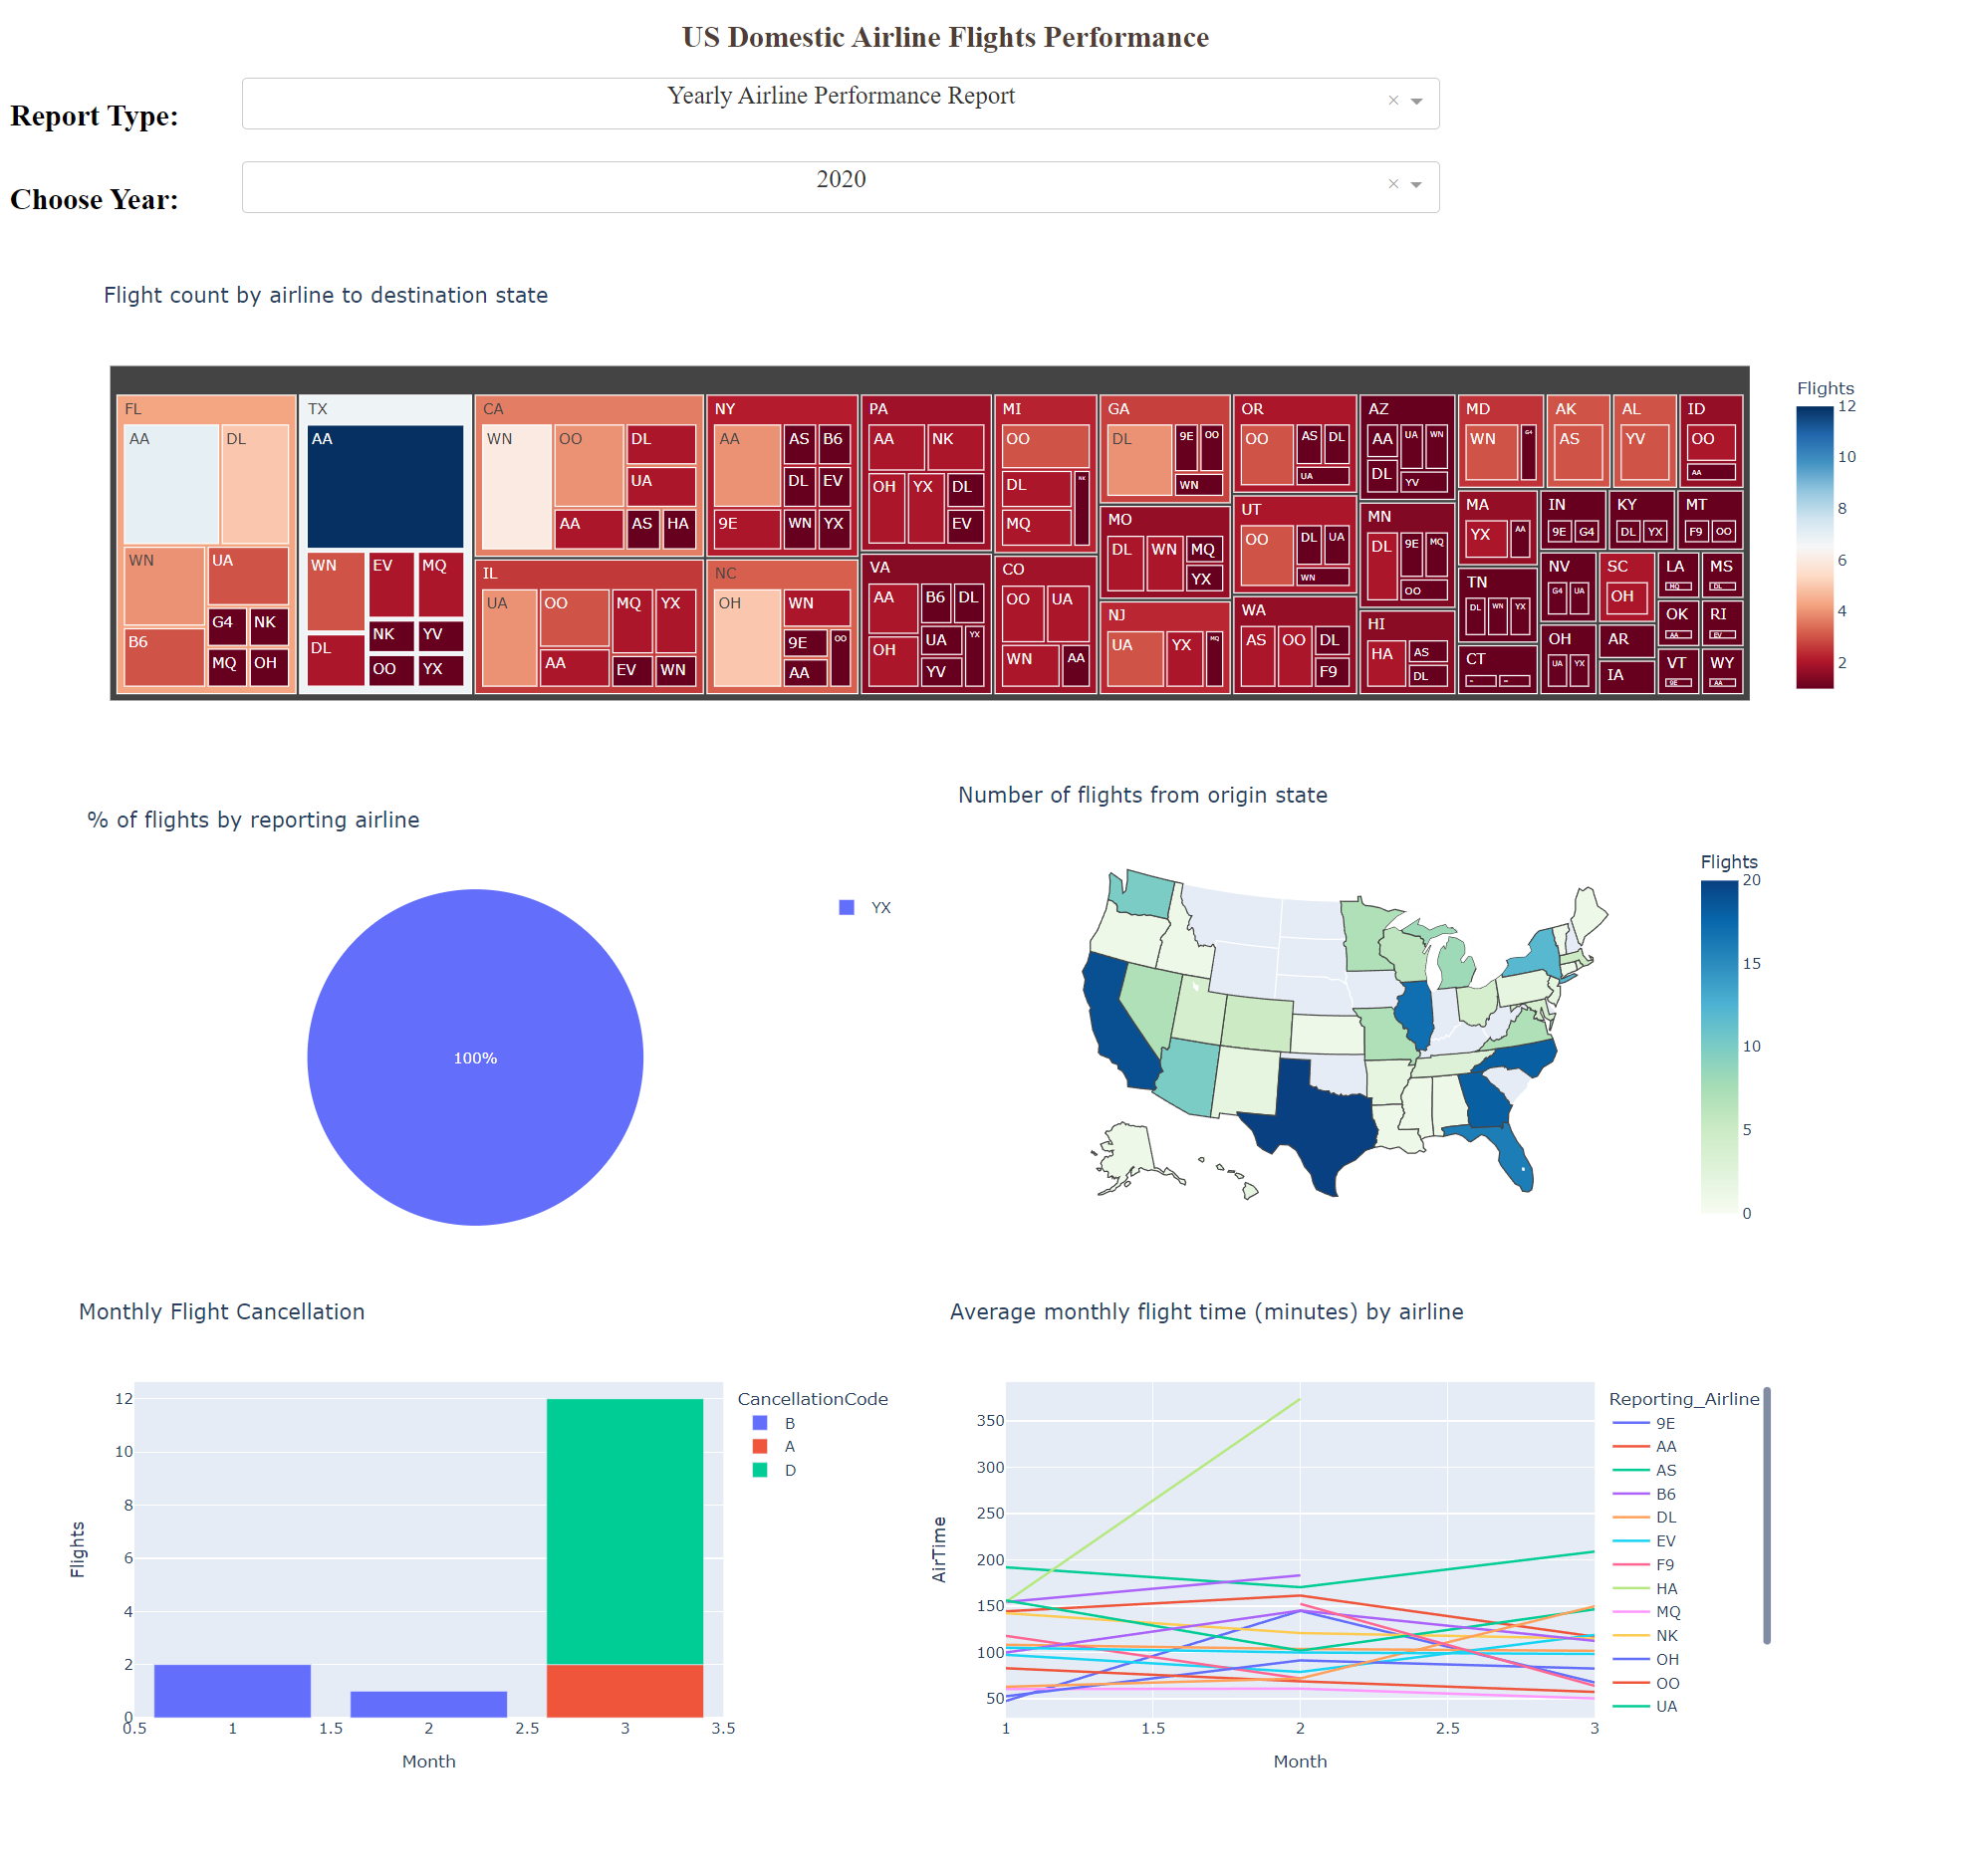 US Domestic Airline Flights Performance
Report Type:
Yearly Airline Performance Report
Choose Year:
2020
Flight count by airline to destination state
FL
AA
DL
WN
UA
B6
G4
NK
MQ
OH
TX
AA
WN
EV
MQ
DL
NK
YV
OO
YX
CA
WN
OO
DL
UA
AA
AS
HA
IL
UA
OO
MQ
YX
AA
EV
WN
NY
AA
AS
B6
DL
EV
9E
WN
YX
NC
OH
WN
9E
OO
AA
PA
AA
NK
OH
YX
DL
EV
VA
AA
B6
DL
OH
UA
YX
YV
MI
OO
DL
NK
MQ
CO
OO
UA
WN
AA
GA
DL
9E
OO
WN
MO
DL
WN
MQ
YX
NJ
UA
YX
MQ
OR
OO
AS
DL
UA
UT
OO
DL
UA
WN
WA
AS
OO
DL
F9
AZ
AA
UA
WN
DL
YV
MN
DL
9E
MQ
OO
HI
HA
AS
DL
MD
WN
G4
MA
YX
AA
TN
DL
WN
YX
CT
AK
AS
AL
YV
ID
OO
AA
IN
9E
G4
KY
DL
YX
MT
F9
OO
NV
G4
UA
SC
OH
LA
MQ
MS
DL
OH
UA
YX
AR
IA
OK
AA
RI
EV
VT
9E
WY
AA
Flights
12
10
8
6
4
2
% of flights by reporting airline
100%
YX
Number of flights from origin state
Flights
20
15
10
5
0
Monthly Flight Cancellation
12
10
8
6
4
2
0
Flights
0.5
1
1.5
2
2.5
3
3.5
Month
CancellationCode
B
A
D
Average monthly flight time (minutes) by airline
350
300
250
200
150
100
50
AirTime
1
1.5
2
2.5
3
Month
Reporting_Airline
9E
AA
AS
B6
DL
EV
F9
HA
MQ
NK
OH
OO
UA